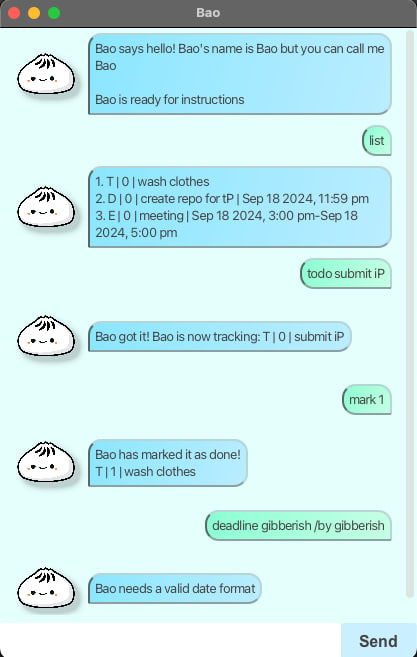 Bao
Bao says hello! Bao's name is Bao but you can call me
Bao
Bao is ready for instructions
list
1. T | 0 | wash clothes
2. D | 0 | create repo for tP | Sep 18 2024, 11:59 pm
3. E | 0 | meeting | Sep 18 2024, 3:00 pm-Sep 18
2024, 5:00 pm
todo submit iP
Bao got it! Bao is now tracking: T | 0 | submit iP
mark 1
Bao has marked it as done!
T | 1 | wash clothes
deadline gibberish /by gibberish
Bao needs a valid date format
Send